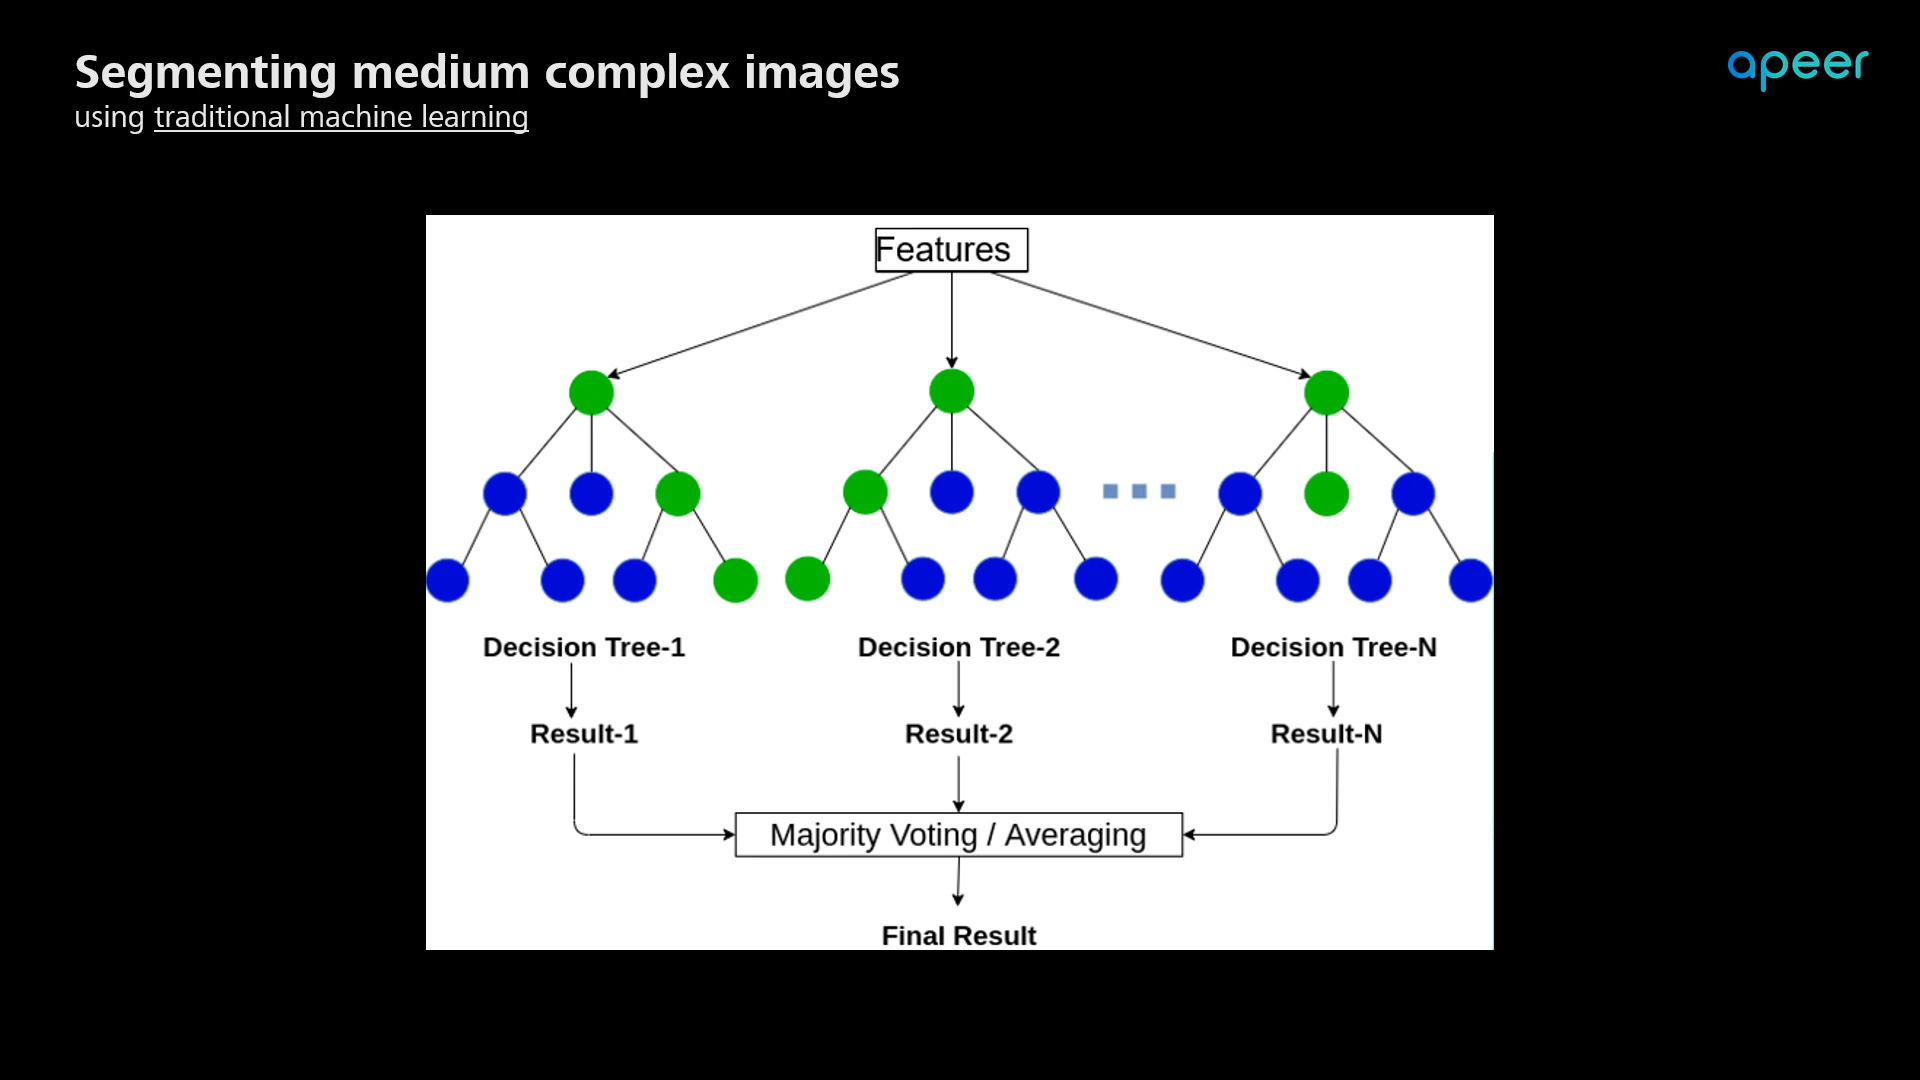 Segmenting medium complex images
apeer
using traditional machine learning
Features
Decision Tree-1
Decision Tree-2
Decision Tree-N
Result-1
Result-2
Result-N
Majority Voting / Averaging
Final Result